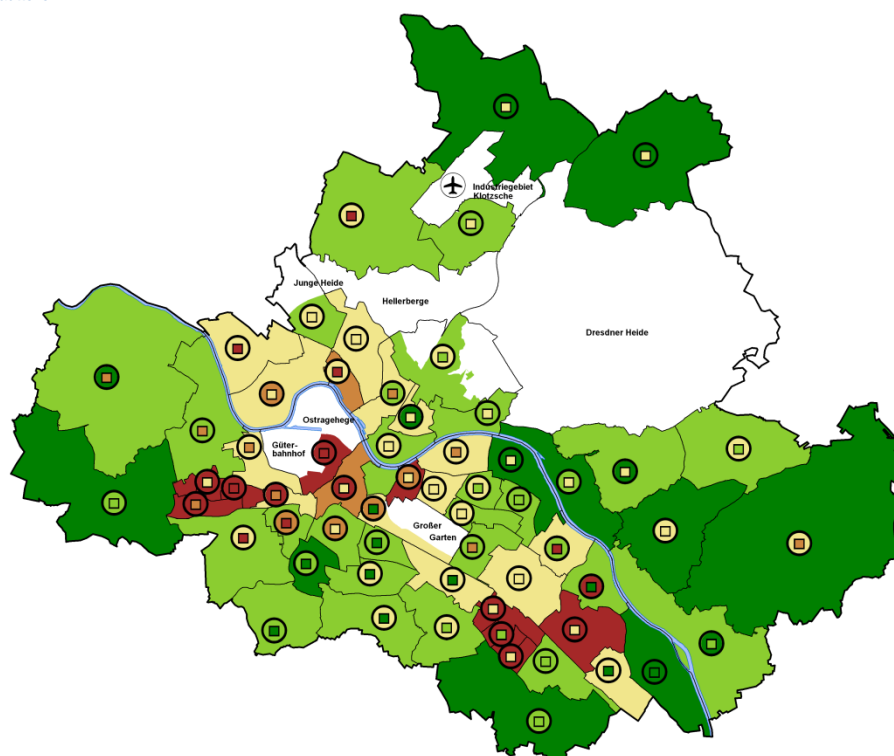 Industriegebiet
Klotzsche
Junge Heide
Hellerberge
Dresdner Heide
Ostragehege
Güter-
bahnhof
Großer
Garten